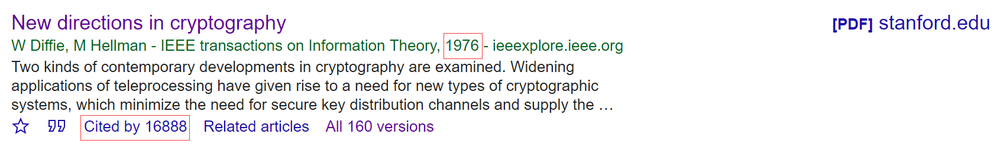 New directions in cryptography [PDF] stanford.edu
W Diffie, M Hellman - IEEE transactions on Information Theory, 1976 - ieeexplore.ieee.org
Two kinds of contemporary developments in cryptography are examined. Widening
applications of teleprocessing have given rise to a need for new types of cryptographic
systems, which minimize the need for secure key distribution channels and supply the …
Cited by 16888 Related articles All 160 versions